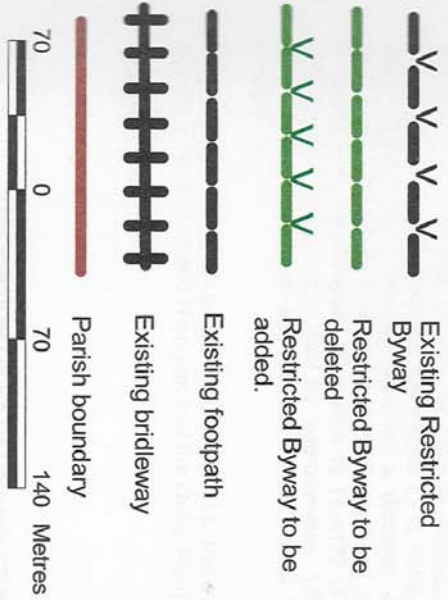 Existing Restricted
Byway
Restricted Byway to be
deleted
Restricted Byway to be
added.
Existing footpath
Existing bridleway
Parish boundary
70 0 70 140 Metres